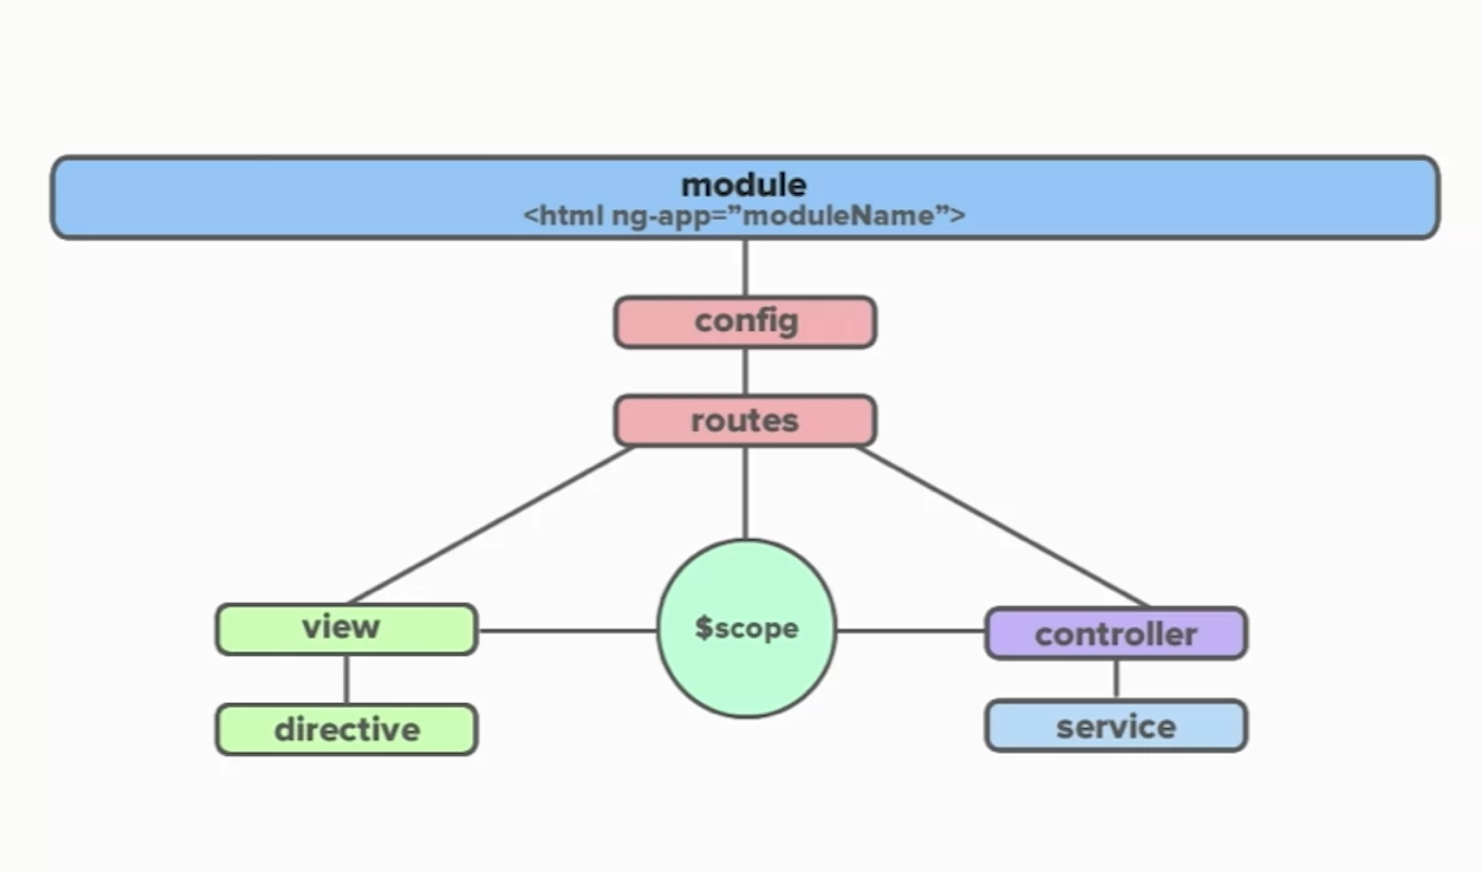 module
<html ng-app=”moduleName”>
config
routes
view
$scope
controller
directive
service